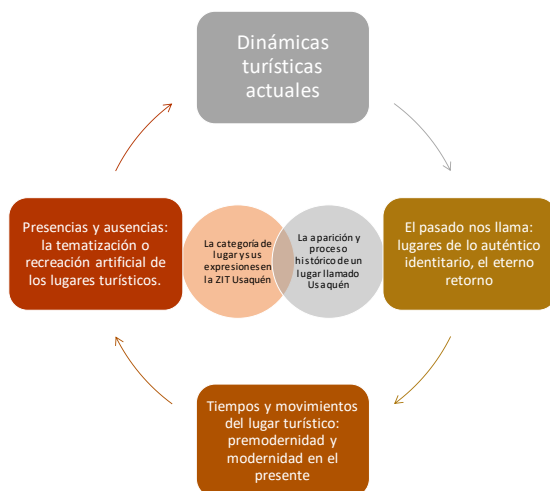 Dinámicas
turísticas
actuales
Presencias y ausencias:
la tematización o
recreación artificial de
los lugares turísticos.
La categoría de
lugar y sus
expresiones en
la ZIT Usaquén
La aparición y
proceso
histórico de un
lugar llamado
Usaquén
El pasado nos llama:
lugares de lo auténtico
identitario, el eterno
retorno
Tiempos y movimientos
del lugar turístico:
premodernidad y
modernidad en el
presente